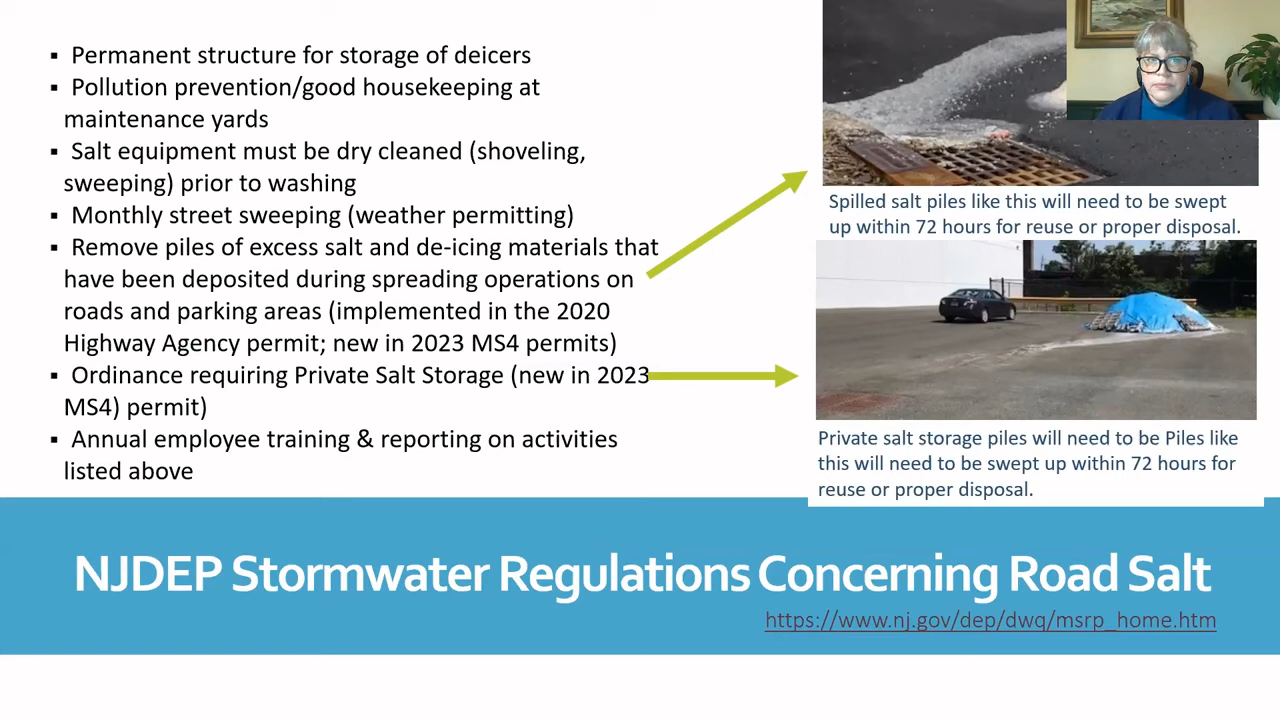 ▪ Permanent structure for storage of deicers
▪ Pollution prevention/good housekeeping at
maintenance yards
▪ Salt equipment must be dry cleaned (shoveling,
sweeping) prior to washing
▪ Monthly street sweeping (weather permitting)
▪ Remove piles of excess salt and de-icing materials that
have been deposited during spreading operations on
roads and parking areas (implemented in the 2020
Highway Agency permit; new in 2023 MS4 permits)
▪ Ordinance requiring Private Salt Storage (new in 2023
MS4) permit)
▪ Annual employee training & reporting on activities
listed above
Spilled salt piles like this will need to be swept
up within 72 hours for reuse or proper disposal.
Private salt storage piles will need to be Piles like
this will need to be swept up within 72 hours for
reuse or proper disposal.
NJDEP Stormwater Regulations Concerning Road Salt
https://www.nj.gov/dep/dwq/msrp_home.htm